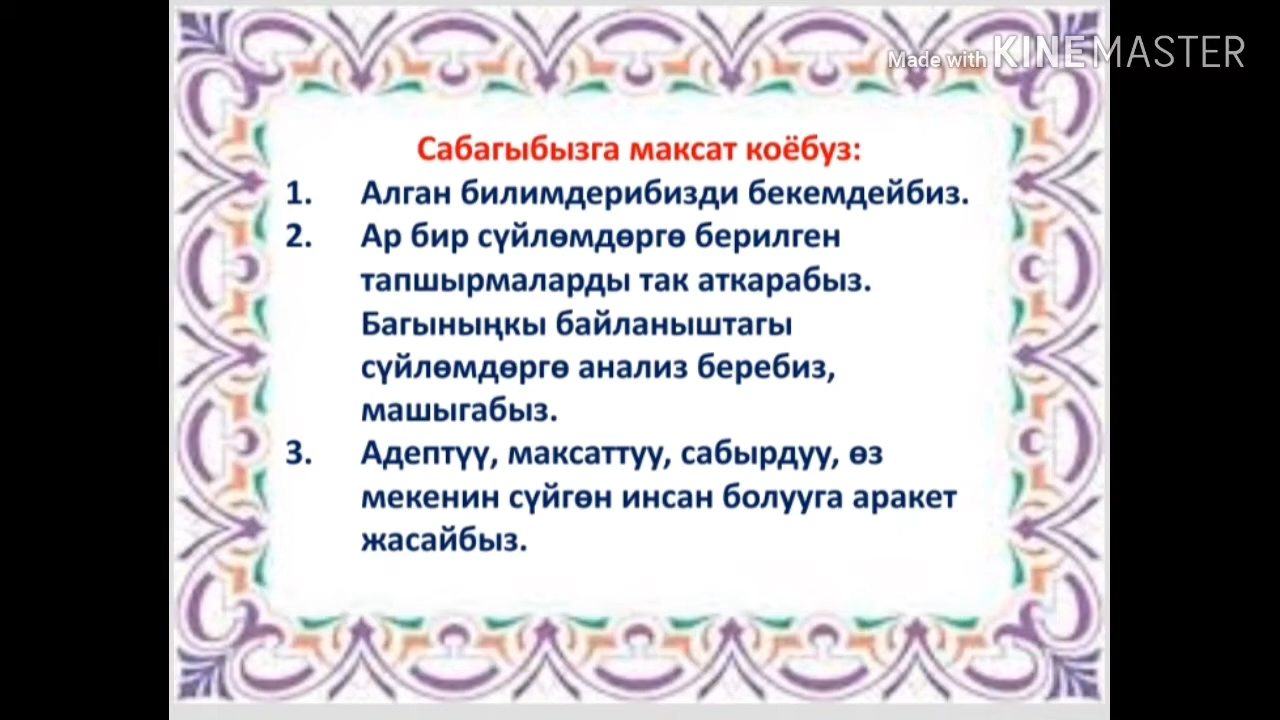 Made with KINEMASTER
Сабагыбызга максат коёбуз:
1. Алган билимдерибизди бекемдейбиз.
2. Ар бир сүйлөмдөргө берилген
тапшырмаларды так аткарабыз.
Багыныңкы байланыштагы
сүйлөмдөргө анализ беребиз,
машыгабыз.
3. Адептүү, максаттуу, сабырдуу, өз
мекенин сүйгөн инсан болууга аракет
жасайбыз.